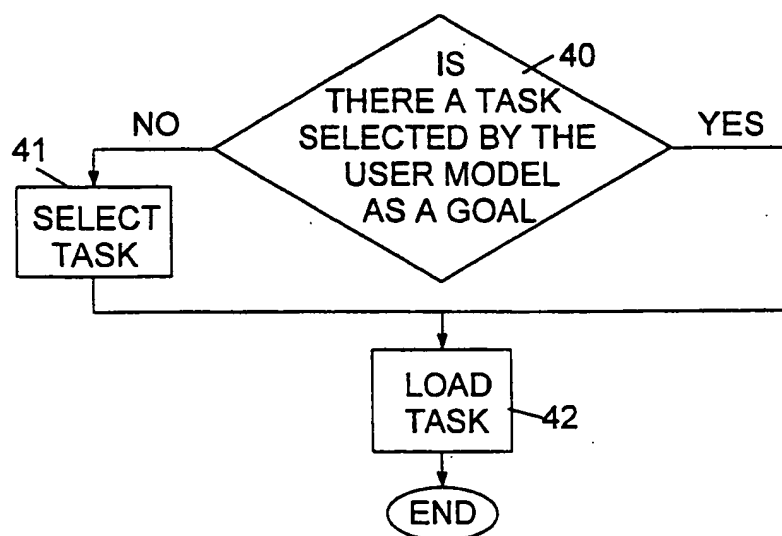 IS
THERE A TASK
SELECTED BY THE
USER MODEL
AS A GOAL
40
NO
YES
41
SELECT
TASK
LOAD
TASK
42
END